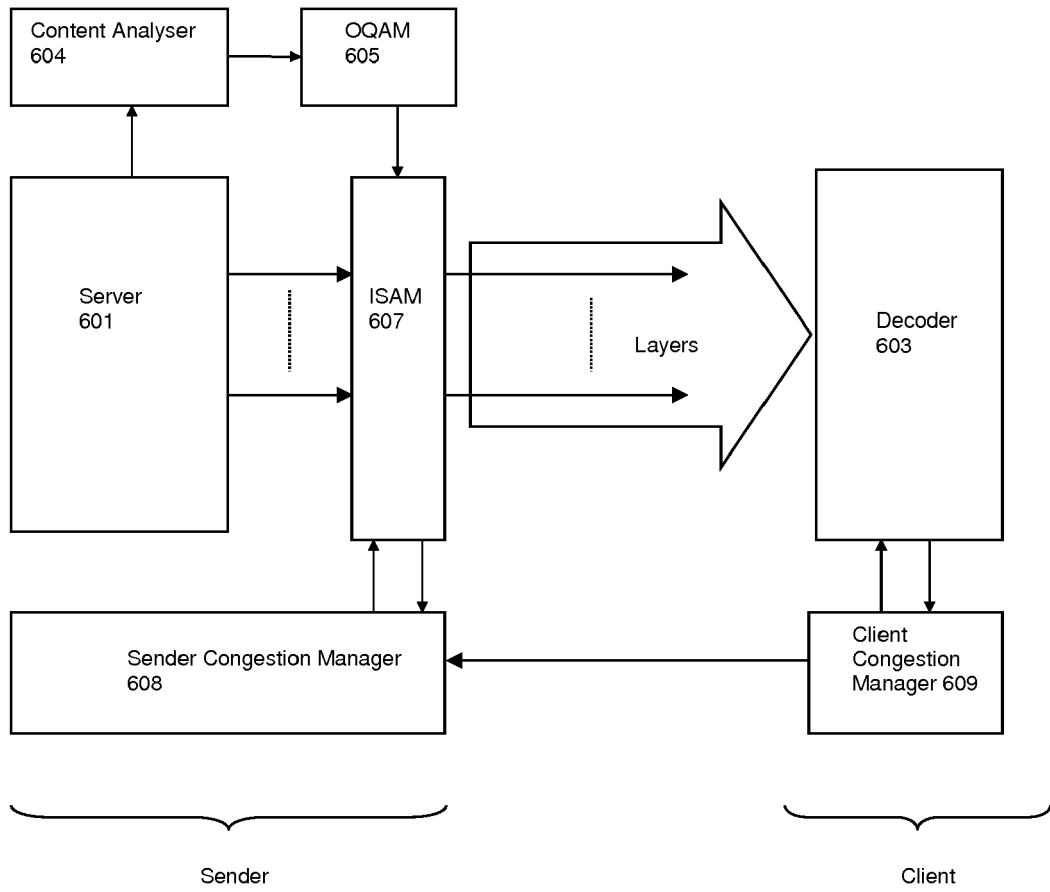 Content Analyser
604
OQAM
605
Server
601
ISAM
607
Layers
Decoder
603
Sender Congestion Manager
608
Client
Congestion
Manager 609
Sender
Client